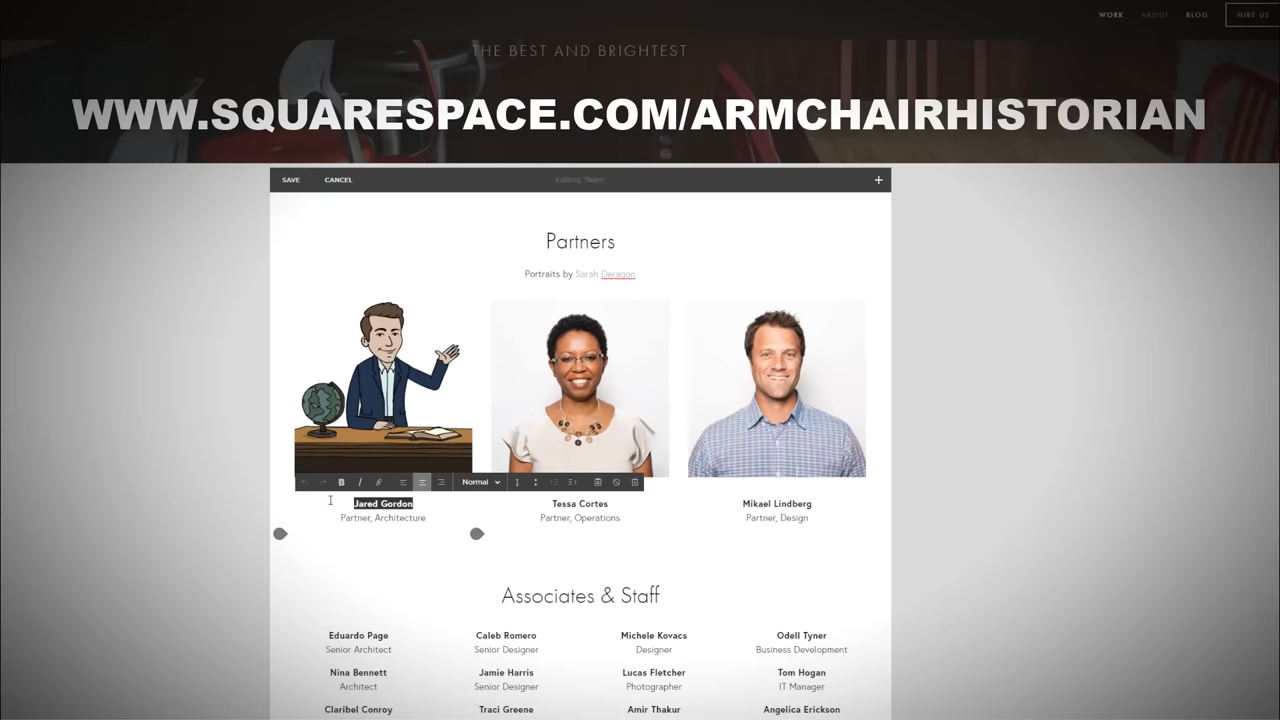 WORK ABOUT BLOG HIRE US
THE BEST AND BRIGHTEST
WWW.SQUARESPACE.COM/ARMCHAIRHISTORIAN
SAVE CANCEL Editing "Team"
Partners
Portraits by Sarah Deragon
Normal
Jared Gordon Tessa Cortes Mikael Lindberg
Partner, Architecture Partner, Operations Partner, Design
Associates & Staff
Eduardo Page Caleb Romero Michele Kovacs Odell Tyner
Senior Architect Senior Designer Designer Business Development
Nina Bennett Jamie Harris Lucas Fletcher Tom Hogan
Architect Senior Designer Photographer IT Manager
Claribel Conroy Traci Greene Amir Thakur Angelica Erickson